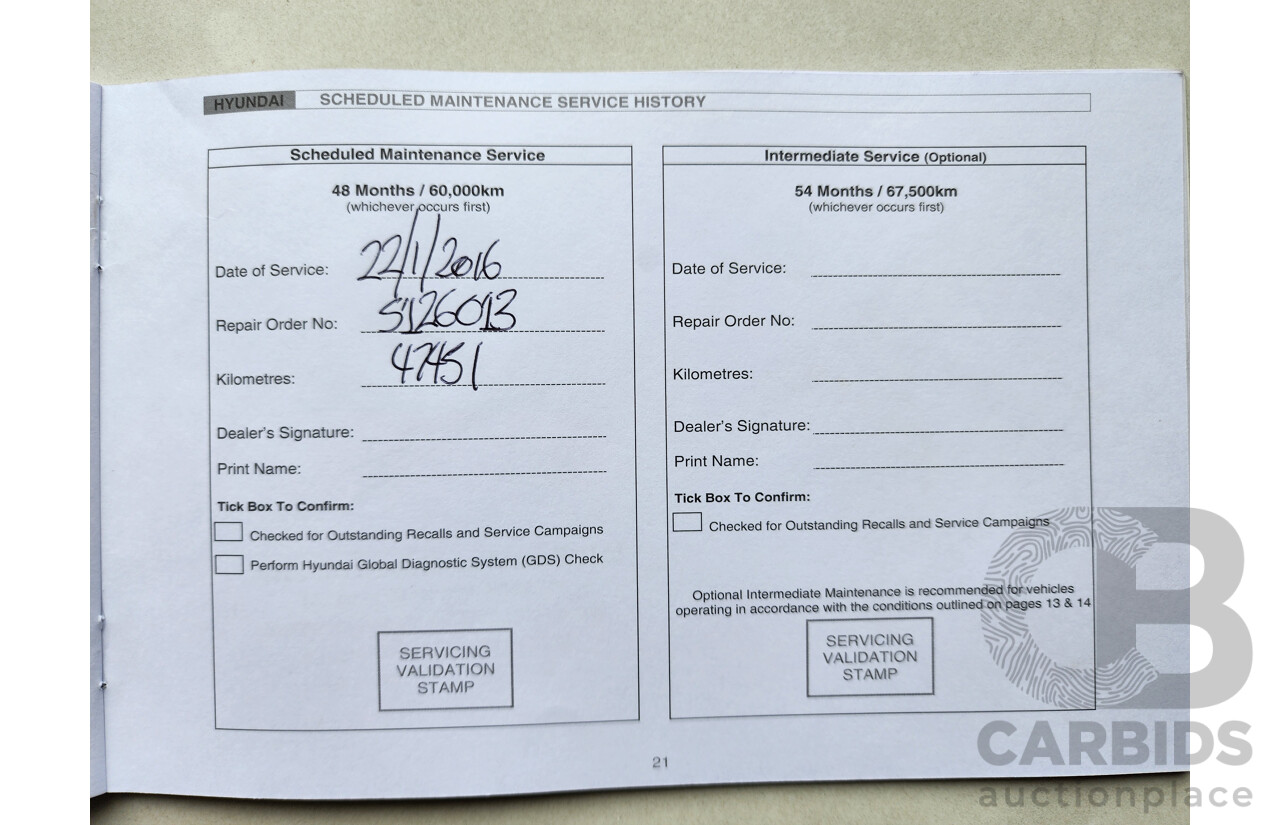 HYUNDAI SCHEDULED MAINTENANCE SERVICE HISTORY
Scheduled Maintenance Service
48 Months / 60,000km
(whichever occurs first)
Date of Service: 22/1/2016
Repair Order No: S126013
Kilometres: 47451
Dealer's Signature:
Print Name:
Tick Box To Confirm:
Checked for Outstanding Recalls and Service Campaigns
Perform Hyundai Global Diagnostic System (GDS) Check
SERVICING
VALIDATION
STAMP
Intermediate Service (Optional)
54 Months / 67,500km
(whichever occurs first)
Date of Service:
Repair Order No:
Kilometres:
Dealer's Signature:
Print Name:
Tick Box To Confirm:
Checked for Outstanding Recalls and Service Campaigns
Optional Intermediate Maintenance is recommended for vehicles
operating in accordance with the conditions outlined on pages 13 & 14
SERVICING
VALIDATION
STAMP
21
CB
CARBIDS
auctionplace